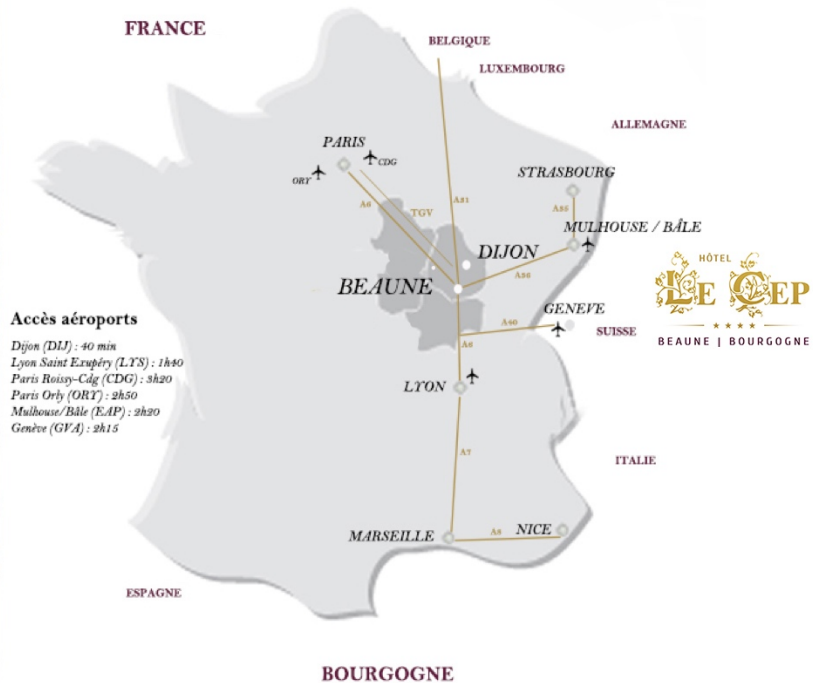 FRANCE
BELGIQUE
LUXEMBOURG
ALLEMAGNE
PARIS
CDG
ORY
STRASBOURG
A6
TGV
A31
A35
MULHOUSE / BÂLE
DIJON
A36
BEAUNE
HÔTEL
LE CEP
BEAUNE | BOURGOGNE
GENEVE
A40
SUISSE
A6
Accès aéroports
Dijon (DIJ) : 40 min
Lyon Saint Exupéry (LYS) : 1h40
Paris Roissy-Cdg (CDG) : 3h20
Paris Orly (ORY) : 2h50
Mulhouse/Bâle (EAP) : 2h20
Genève (GVA) : 2h15
LYON
A7
ITALIE
MARSEILLE
A8
NICE
ESPAGNE
BOURGOGNE